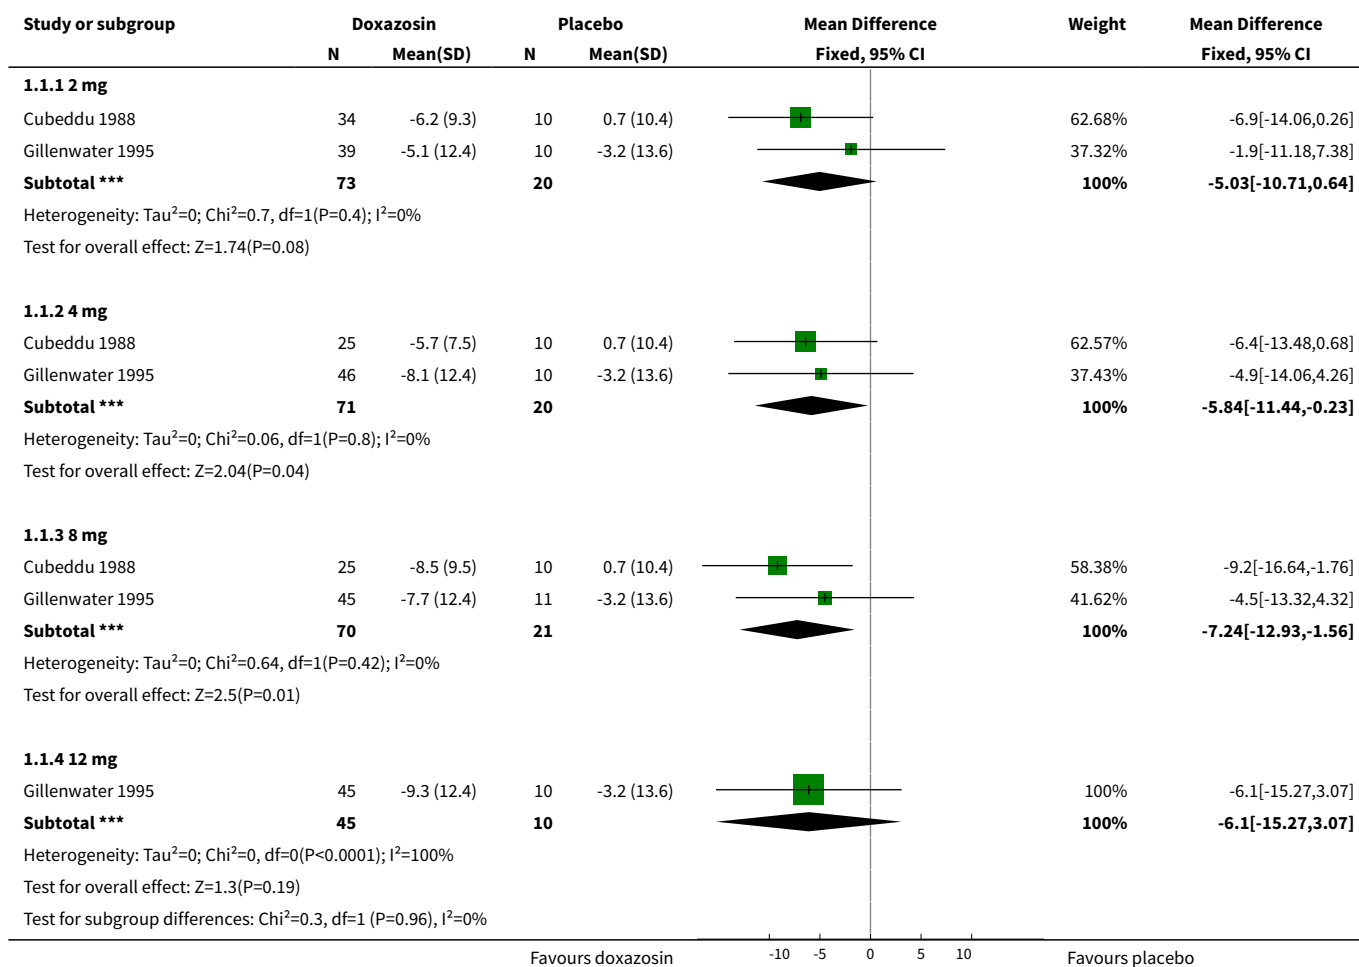 Study or subgroup Doxazosin Placebo Mean Difference Weight Mean Difference
N Mean(SD) N Mean(SD) Fixed, 95% CI Fixed, 95% CI
1.1.1 2 mg
Cubeddu 1988 34 -6.2 (9.3) 10 0.7 (10.4) 62.68% -6.9[-14.06,0.26]
Gillenwater 1995 39 -5.1 (12.4) 10 -3.2 (13.6) 37.32% -1.9[-11.18,7.38]
Subtotal *** 73 20 100% -5.03[-10.71,0.64]
Heterogeneity: Tau²=0; Chi²=0.7, df=1(P=0.4); I²=0%
Test for overall effect: Z=1.74(P=0.08)
1.1.2 4 mg
Cubeddu 1988 25 -5.7 (7.5) 10 0.7 (10.4) 62.57% -6.4[-13.48,0.68]
Gillenwater 1995 46 -8.1 (12.4) 10 -3.2 (13.6) 37.43% -4.9[-14.06,4.26]
Subtotal *** 71 20 100% -5.84[-11.44,-0.23]
Heterogeneity: Tau²=0; Chi²=0.06, df=1(P=0.8); I²=0%
Test for overall effect: Z=2.04(P=0.04)
1.1.3 8 mg
Cubeddu 1988 25 -8.5 (9.5) 10 0.7 (10.4) 58.38% -9.2[-16.64,-1.76]
Gillenwater 1995 45 -7.7 (12.4) 11 -3.2 (13.6) 41.62% -4.5[-13.32,4.32]
Subtotal *** 70 21 100% -7.24[-12.93,-1.56]
Heterogeneity: Tau²=0; Chi²=0.64, df=1(P=0.42); I²=0%
Test for overall effect: Z=2.5(P=0.01)
1.1.4 12 mg
Gillenwater 1995 45 -9.3 (12.4) 10 -3.2 (13.6) 100% -6.1[-15.27,3.07]
Subtotal *** 45 10 100% -6.1[-15.27,3.07]
Heterogeneity: Tau²=0; Chi²=0, df=0(P<0.0001); I²=100%
Test for overall effect: Z=1.3(P=0.19)
Test for subgroup differences: Chi²=0.3, df=1 (P=0.96), I²=0%
Favours doxazosin -10 -5 0 5 10 Favours placebo